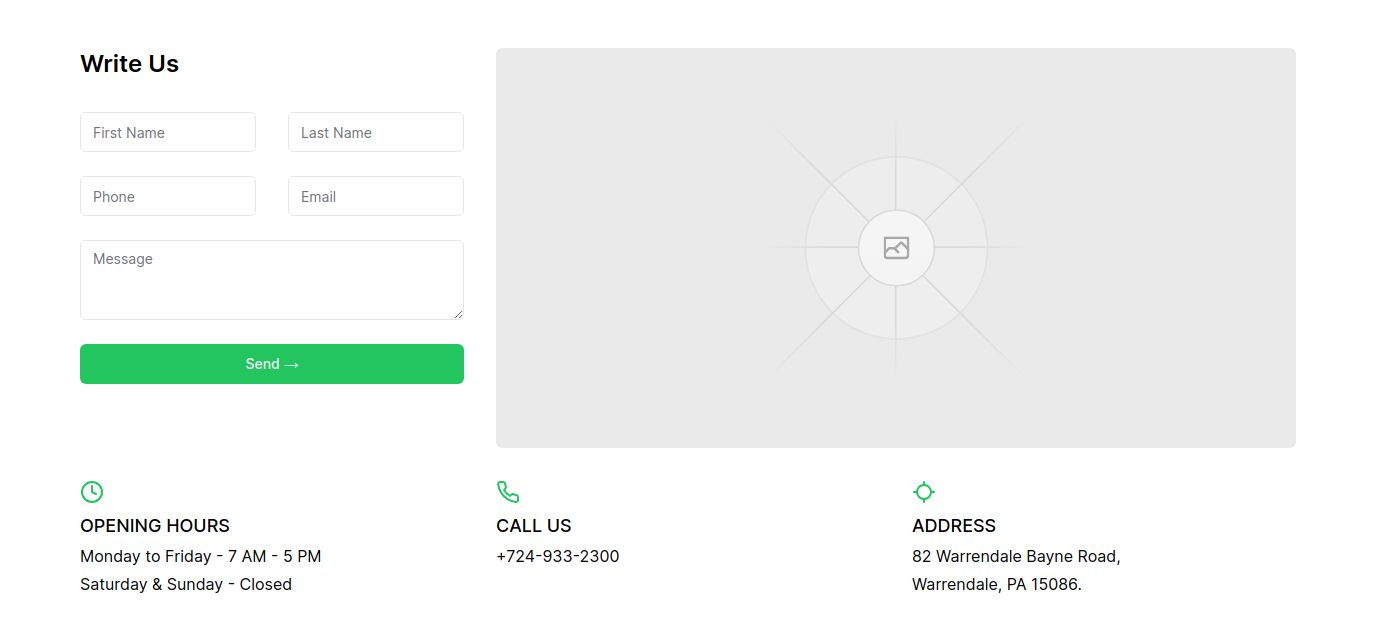 Write Us
First Name
Last Name
Phone
Email
Message
Send →
OPENING HOURS
Monday to Friday - 7 AM - 5 PM
Saturday & Sunday - Closed
CALL US
+724-933-2300
ADDRESS
82 Warrendale Bayne Road,
Warrendale, PA 15086.